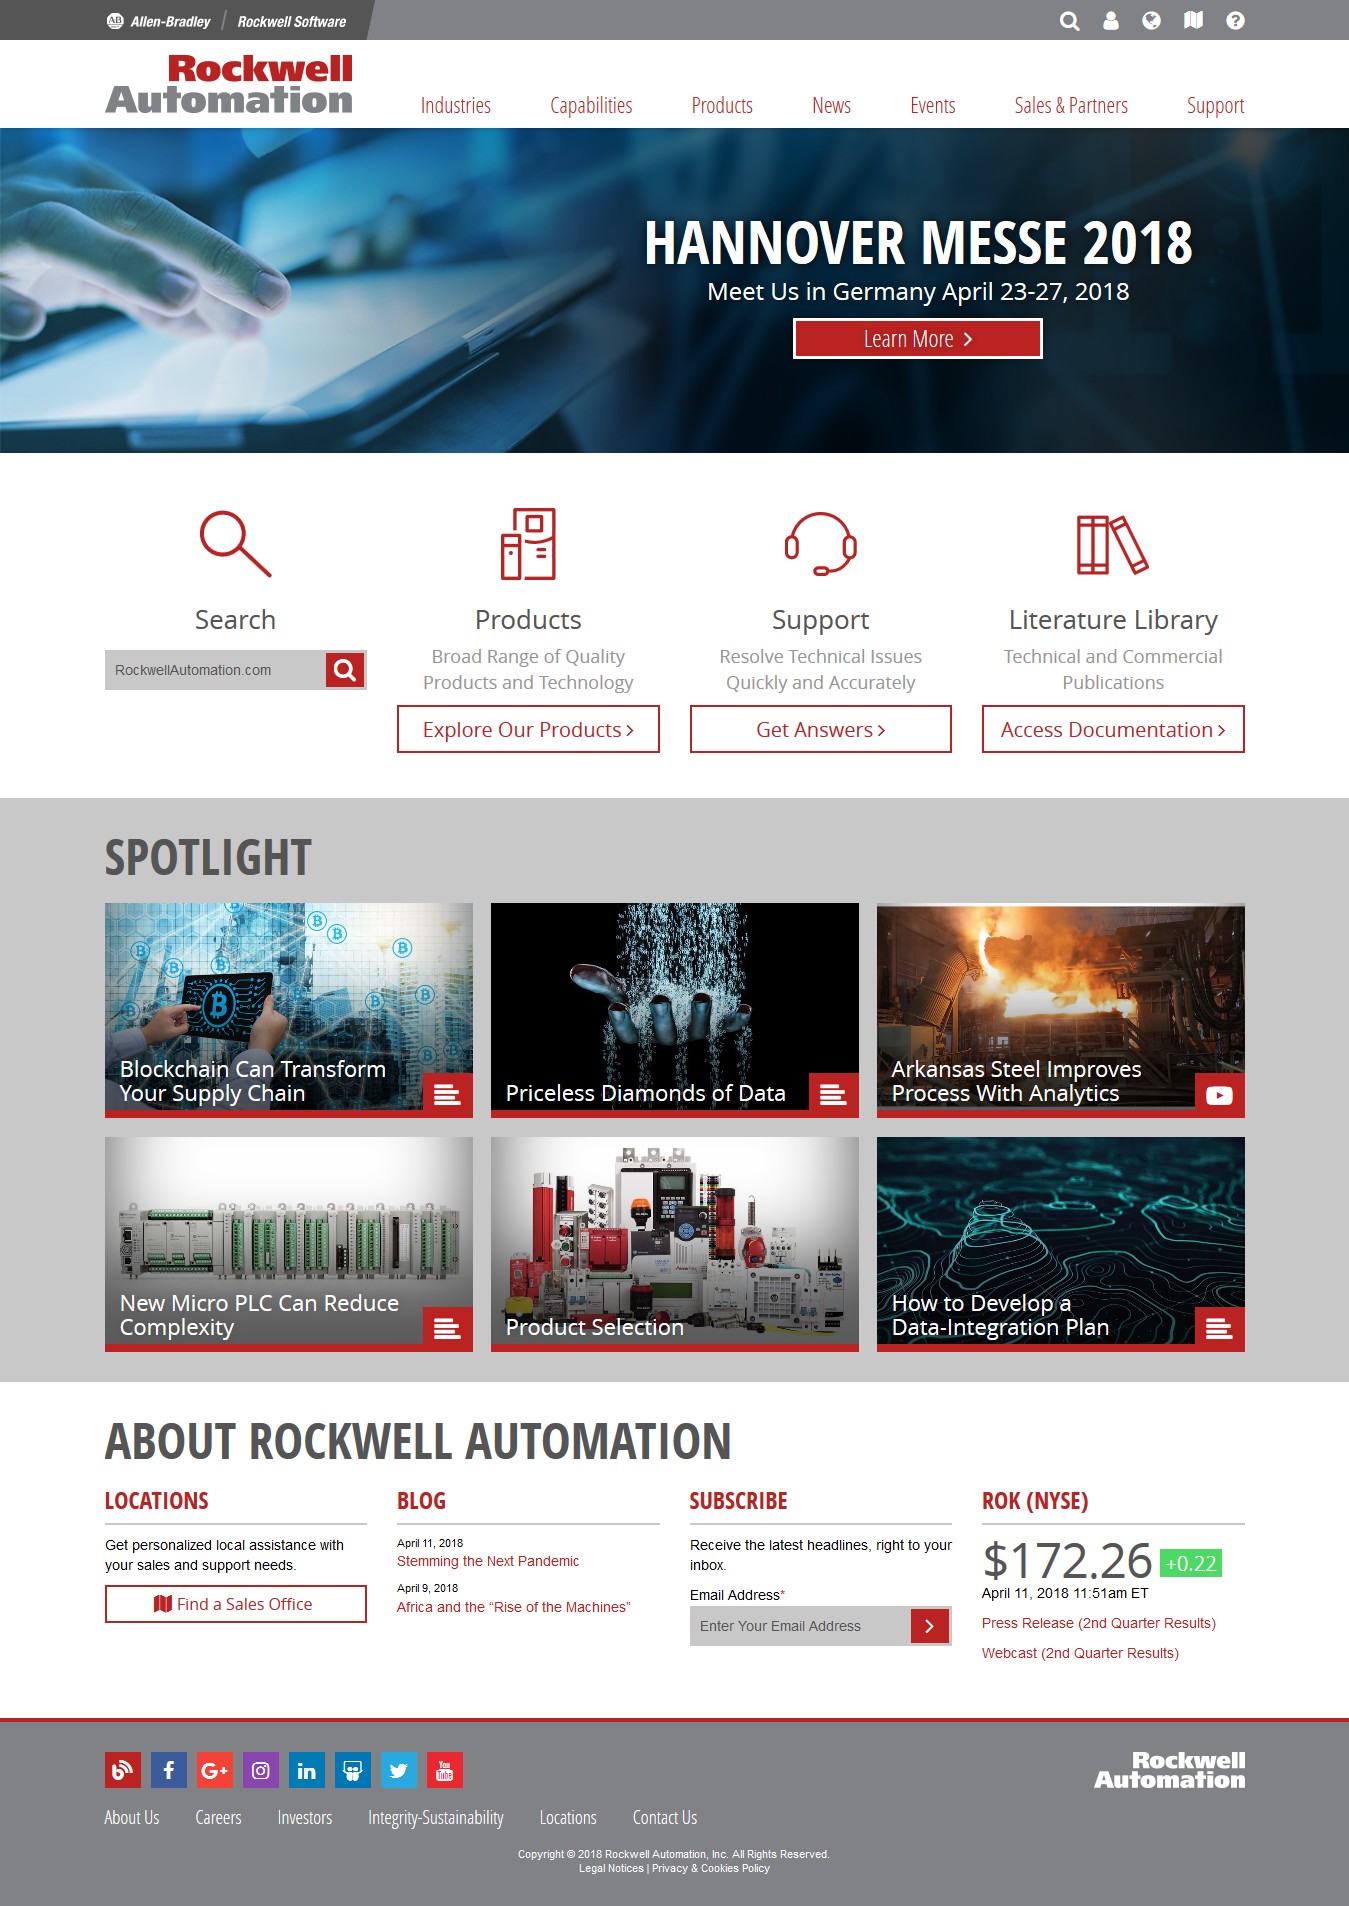 AB Allen-Bradley Rockwell Software
Rockwell
Automation
Industries Capabilities Products News Events Sales & Partners Support
HANNOVER MESSE 2018
Meet Us in Germany April 23-27, 2018
Learn More
Search
RockwellAutomation.com
Products
Broad Range of Quality
Products and Technology
Explore Our Products
Support
Resolve Technical Issues
Quickly and Accurately
Get Answers
Literature Library
Technical and Commercial
Publications
Access Documentation
SPOTLIGHT
Blockchain Can Transform
Your Supply Chain
Priceless Diamonds of Data
Arkansas Steel Improves
Process With Analytics
New Micro PLC Can Reduce
Complexity
Product Selection
How to Develop a
Data-Integration Plan
ABOUT ROCKWELL AUTOMATION
LOCATIONS
Get personalized local assistance with
your sales and support needs.
Find a Sales Office
BLOG
April 11, 2018
Stemming the Next Pandemic
April 9, 2018
Africa and the “Rise of the Machines”
SUBSCRIBE
Receive the latest headlines, right to your
inbox.
Email Address*
Enter Your Email Address
ROK (NYSE)
$172.26 +0.22
April 11, 2018 11:51am ET
Press Release (2nd Quarter Results)
Webcast (2nd Quarter Results)
f G+ in You Tube
Rockwell
Automation
About Us Careers Investors Integrity-Sustainability Locations Contact Us
Copyright © 2018 Rockwell Automation, Inc. All Rights Reserved.
Legal Notices | Privacy & Cookies Policy